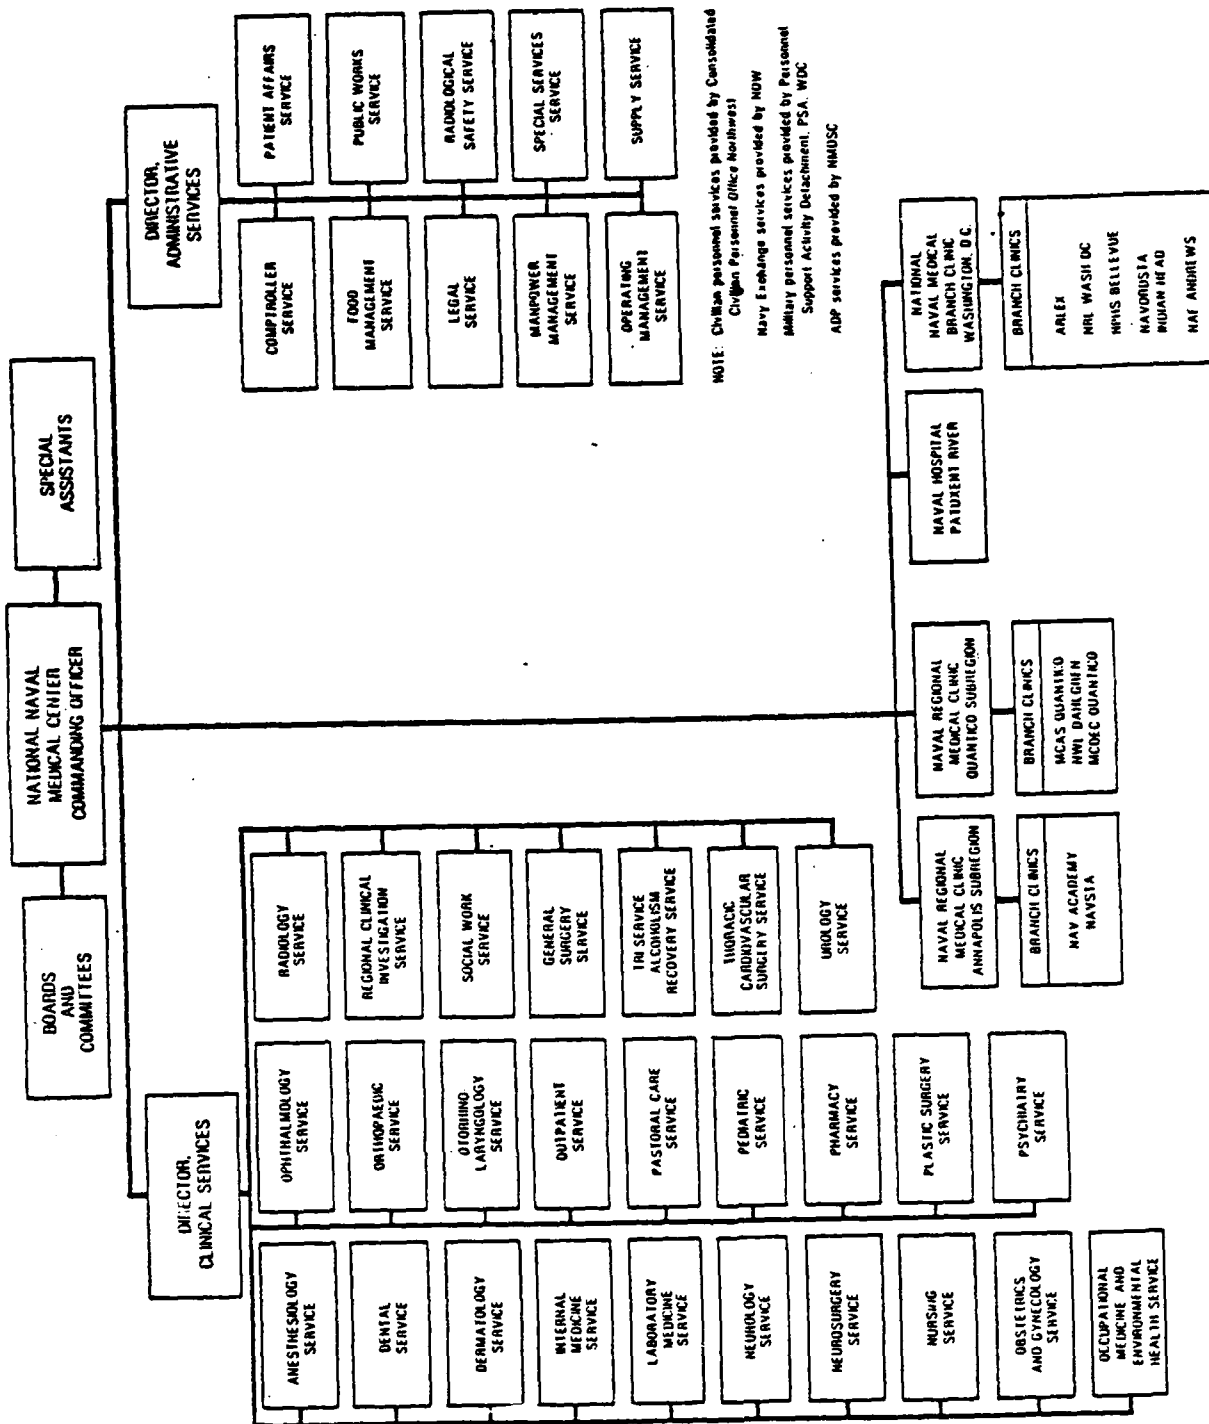 NATIONAL NAVAL
MEDICAL CENTER
COMMANDING OFFICER
BOARDS
AND
COMMITTEES
SPECIAL
ASSISTANTS
DIRECTOR,
CLINICAL SERVICES
DIRECTOR,
ADMINISTRATIVE
SERVICES
ANESTHESIOLOGY
SERVICE
DENTAL
SERVICE
DERMATOLOGY
SERVICE
INTERNAL
MEDICINE
SERVICE
LABORATORY
MEDICINE
SERVICE
NEUROLOGY
SERVICE
NEUROSURGERY
SERVICE
NURSING
SERVICE
OBSTETRICS
AND GYNECOLOGY
SERVICE
OCCUPATIONAL
MEDICINE AND
ENVIRONMENTAL
HEALTH SERVICE
OPHTHALMOLOGY
SERVICE
ORTHOPAEDIC
SERVICE
OTORHINO
LARYNGOLOGY
SERVICE
OUTPATIENT
SERVICE
PASTORAL CARE
SERVICE
PEDIATRIC
SERVICE
PHARMACY
SERVICE
PLASTIC SURGERY
SERVICE
PSYCHIATRY
SERVICE
RADIOLOGY
SERVICE
REGIONAL CLINICAL
INVESTIGATION
SERVICE
SOCIAL WORK
SERVICE
GENERAL
SURGERY
SERVICE
TRI SERVICE
ALCOHOLISM
RECOVERY SERVICE
THORACIC
CARDIOVASCULAR
SURGERY SERVICE
UROLOGY
SERVICE
COMPTROLLER
SERVICE
FOOD
MANAGEMENT
SERVICE
LEGAL
SERVICE
MANPOWER
MANAGEMENT
SERVICE
OPERATING
MANAGEMENT
SERVICE
PATIENT AFFAIRS
SERVICE
PUBLIC WORKS
SERVICE
RADIOLOGICAL
SAFETY SERVICE
SPECIAL SERVICES
SERVICE
SUPPLY SERVICE
NOTE: Civilian personnel services provided by Consolidated
Civilian Personnel Office Northwest
Navy Exchange services provided by NDW
Military personnel services provided by Personnel
Support Activity Detachment, PSA, WDC
ADP services provided by NMDSC
NAVAL REGIONAL
MEDICAL CLINIC
ANNAPOLIS SUBREGION
BRANCH CLINICS
NAV ACADEMY
NAVSTA
NAVAL REGIONAL
MEDICAL CLINIC
QUANTICO SUBREGION
BRANCH CLINICS
MCAS QUANTICO
NWL DAHLGREN
MCDEC QUANTICO
NAVAL HOSPITAL
PATUXENT RIVER
NATIONAL
NAVAL MEDICAL
BRANCH CLINIC
WASHINGTON, D.C.
BRANCH CLINICS
ARLEX
NRL WASH DC
NPHS BELLEVUE
NAVORDSTA
INDIAN HEAD
NAF ANDREWS